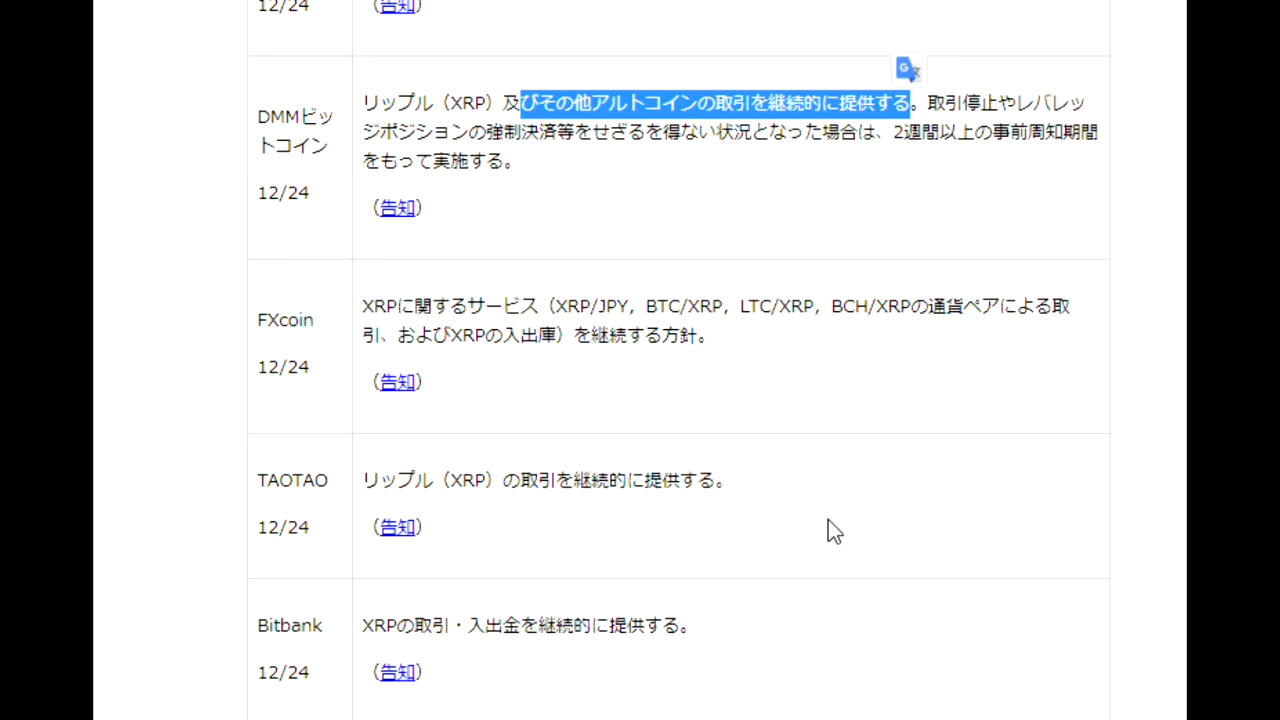 12/24
（告知）
DMMビッ
トコイン
12/24
リップル（XRP）及びその他アルトコインの取引を継続的に提供する。取引停止やレバレッ
ジポジションの強制決済等をせざるを得ない状況となった場合は、2週間以上の事前周知期間
をもって実施する。
（告知）
FXcoin
12/24
XRPに関するサービス（XRP/JPY，BTC/XRP，LTC/XRP，BCH/XRPの通貨ペアによる取
引、およびXRPの入出庫）を継続する方針。
（告知）
TAOTAO
12/24
リップル（XRP）の取引を継続的に提供する。
（告知）
Bitbank
12/24
XRPの取引・入出金を継続的に提供する。
（告知）